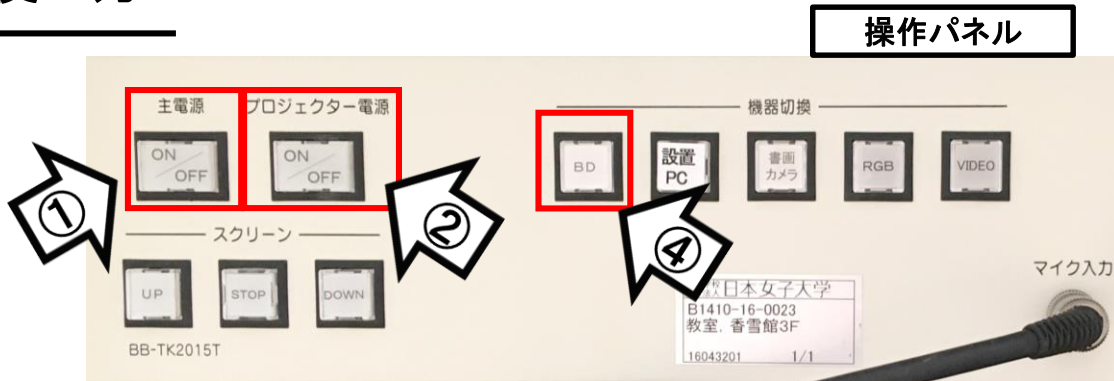 操作パネル
主電源
プロジェクター電源
機器切換
ON
OFF
ON
OFF
BD
設置
PC
書画
カメラ
RGB
VIDEO
①
②
④
スクリーン
UP
STOP
DOWN
マイク入力
日本女子大学
B1410-16-0023
教室, 香雪館3F
16043201 1/1
BB-TK2015T